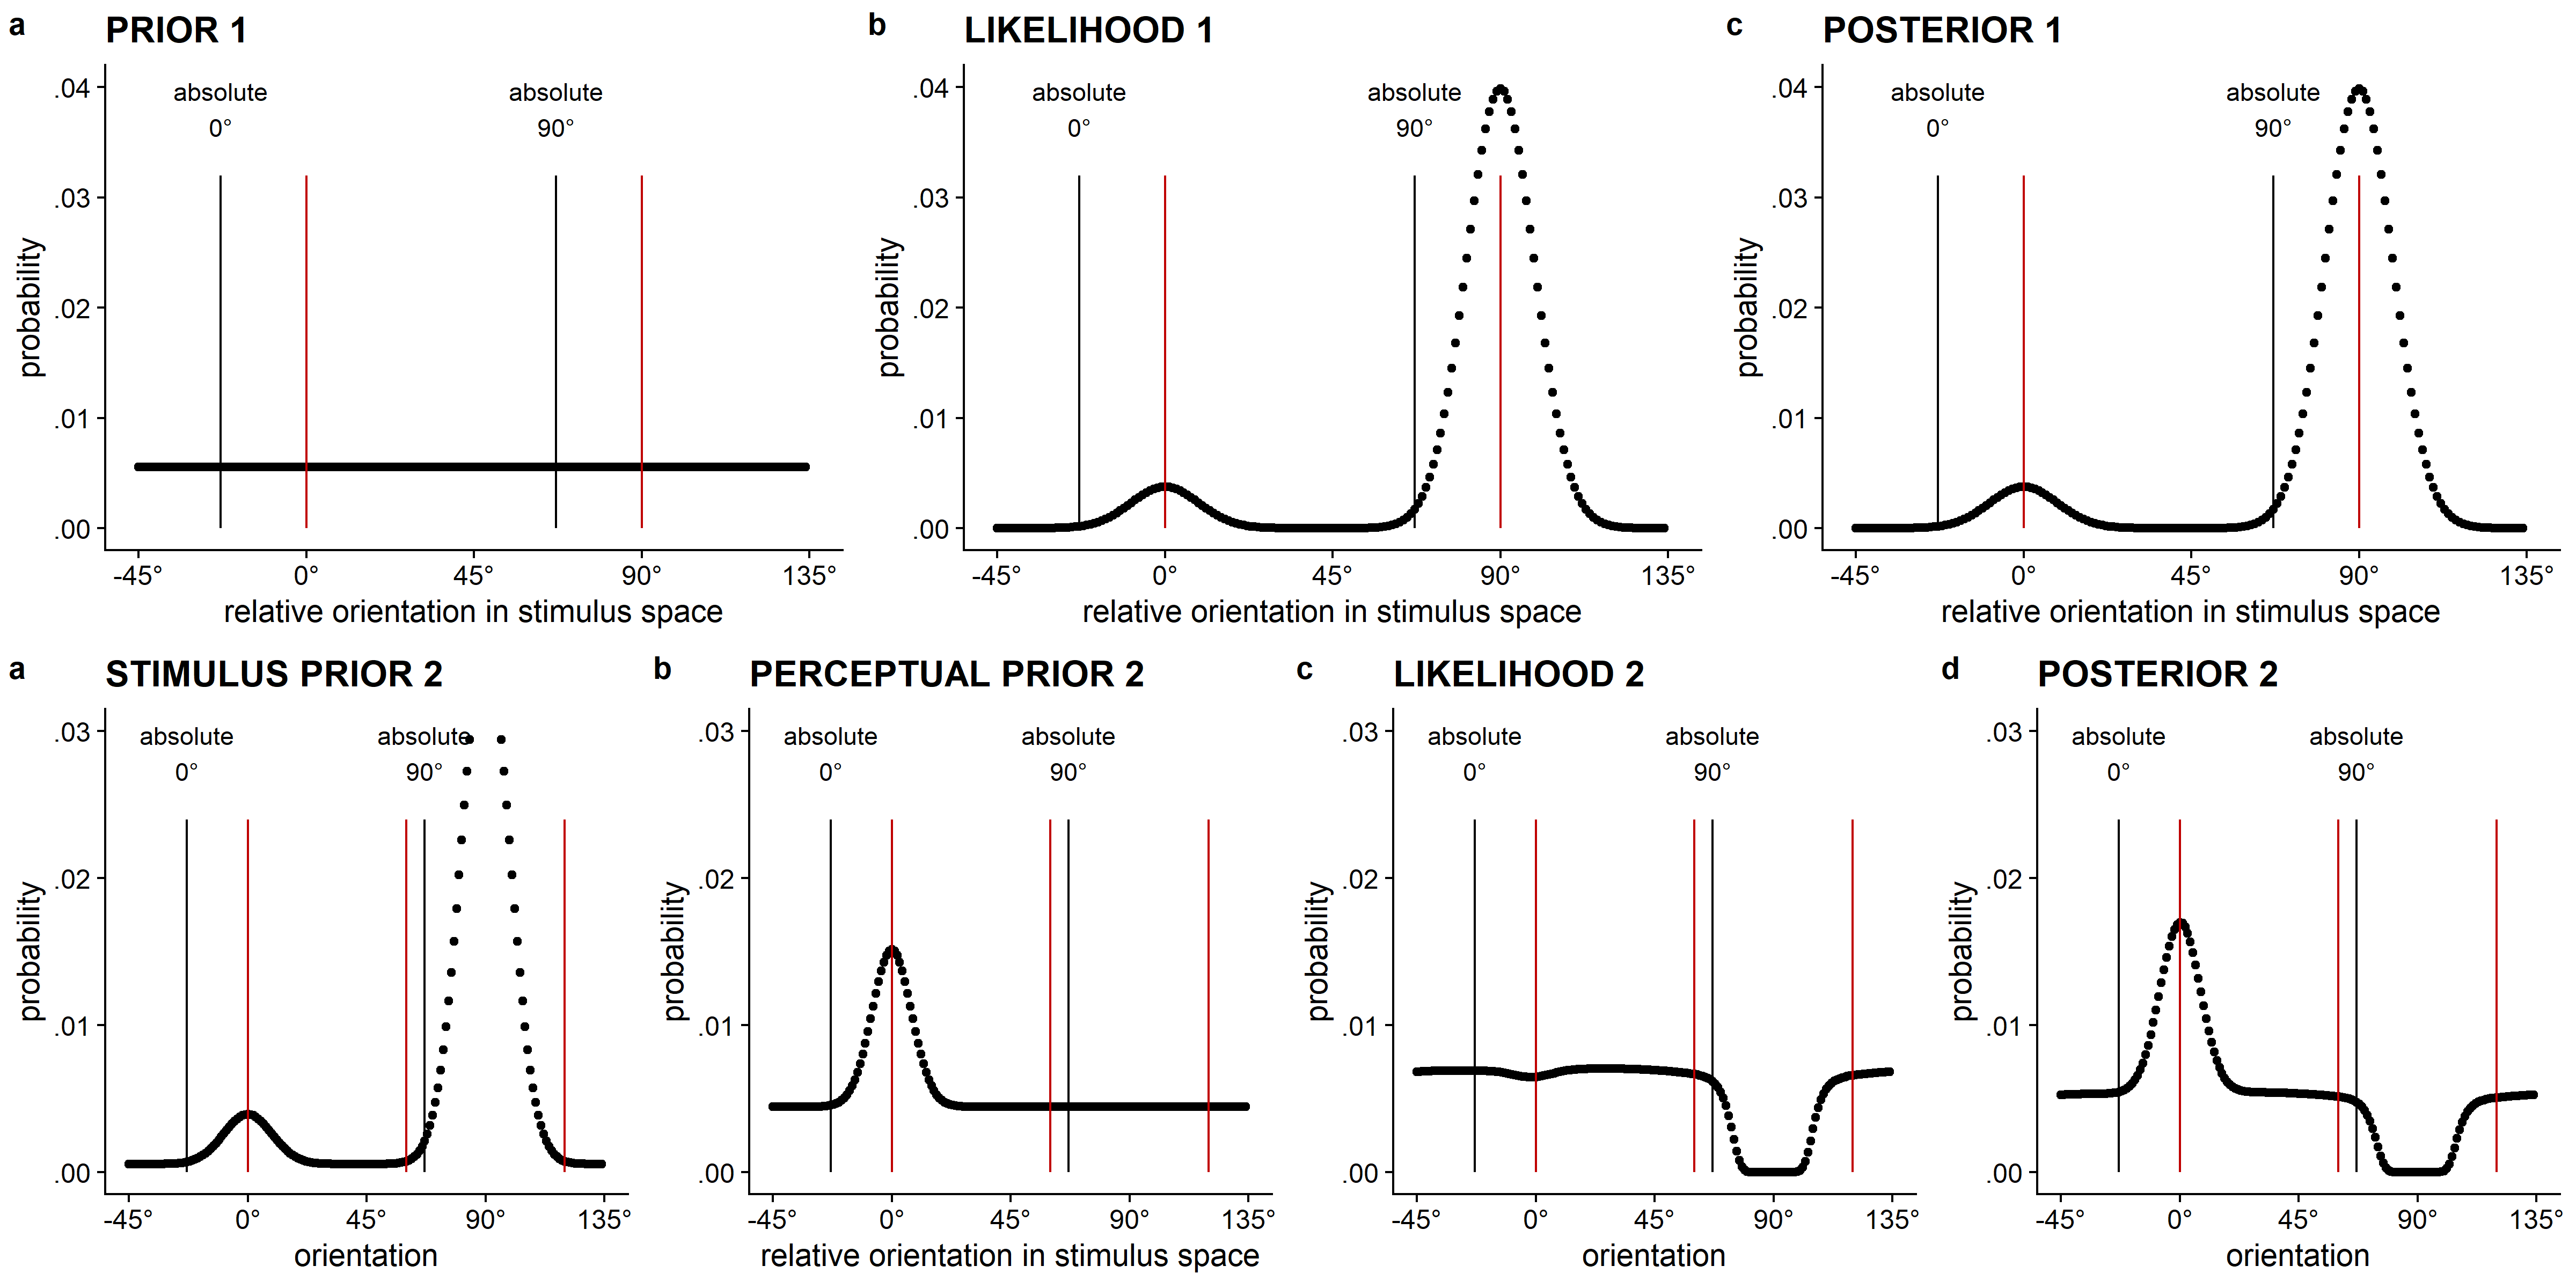 a PRIOR 1
.04
.03
.02
.01
.00
absolute
0°
absolute
90°
probability
-45° 0° 45° 90° 135°
relative orientation in stimulus space
b LIKELIHOOD 1
.04
.03
.02
.01
.00
absolute
0°
absolute
90°
probability
-45° 0° 45° 90° 135°
relative orientation in stimulus space
c POSTERIOR 1
.04
.03
.02
.01
.00
absolute
0°
absolute
90°
probability
-45° 0° 45° 90° 135°
relative orientation in stimulus space
a STIMULUS PRIOR 2
.03
.02
.01
.00
absolute
0°
absolute
90°
probability
-45° 0° 45° 90° 135°
orientation
b PERCEPTUAL PRIOR 2
.03
.02
.01
.00
absolute
0°
absolute
90°
probability
-45° 0° 45° 90° 135°
relative orientation in stimulus space
c LIKELIHOOD 2
.03
.02
.01
.00
absolute
0°
absolute
90°
probability
-45° 0° 45° 90° 135°
orientation
d POSTERIOR 2
.03
.02
.01
.00
absolute
0°
absolute
90°
probability
-45° 0° 45° 90° 135°
orientation